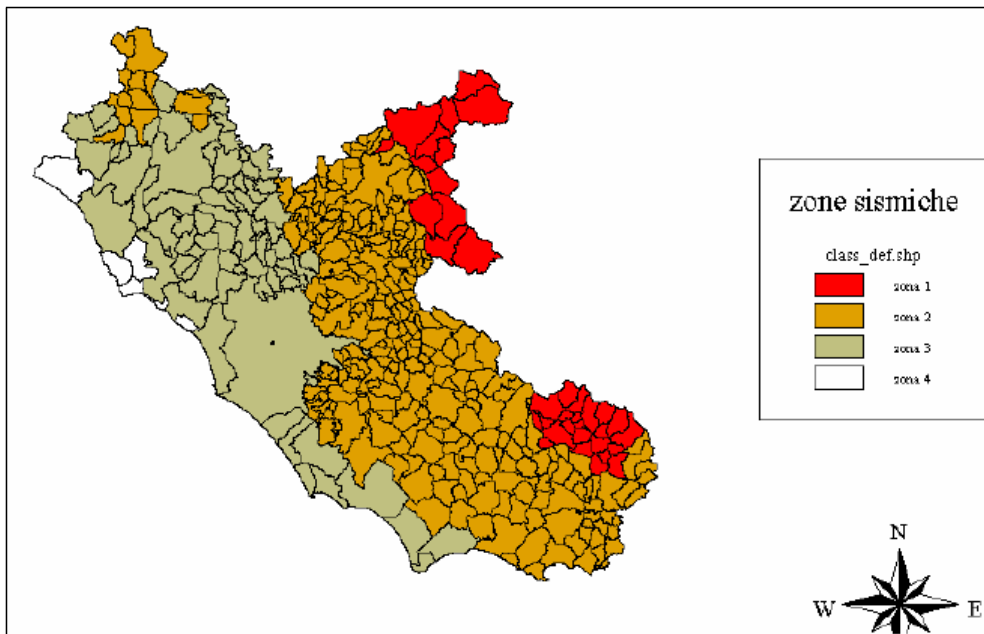 zone sismiche
class_def.shp
zona 1
zona 2
zona 3
zona 4
N
W
E